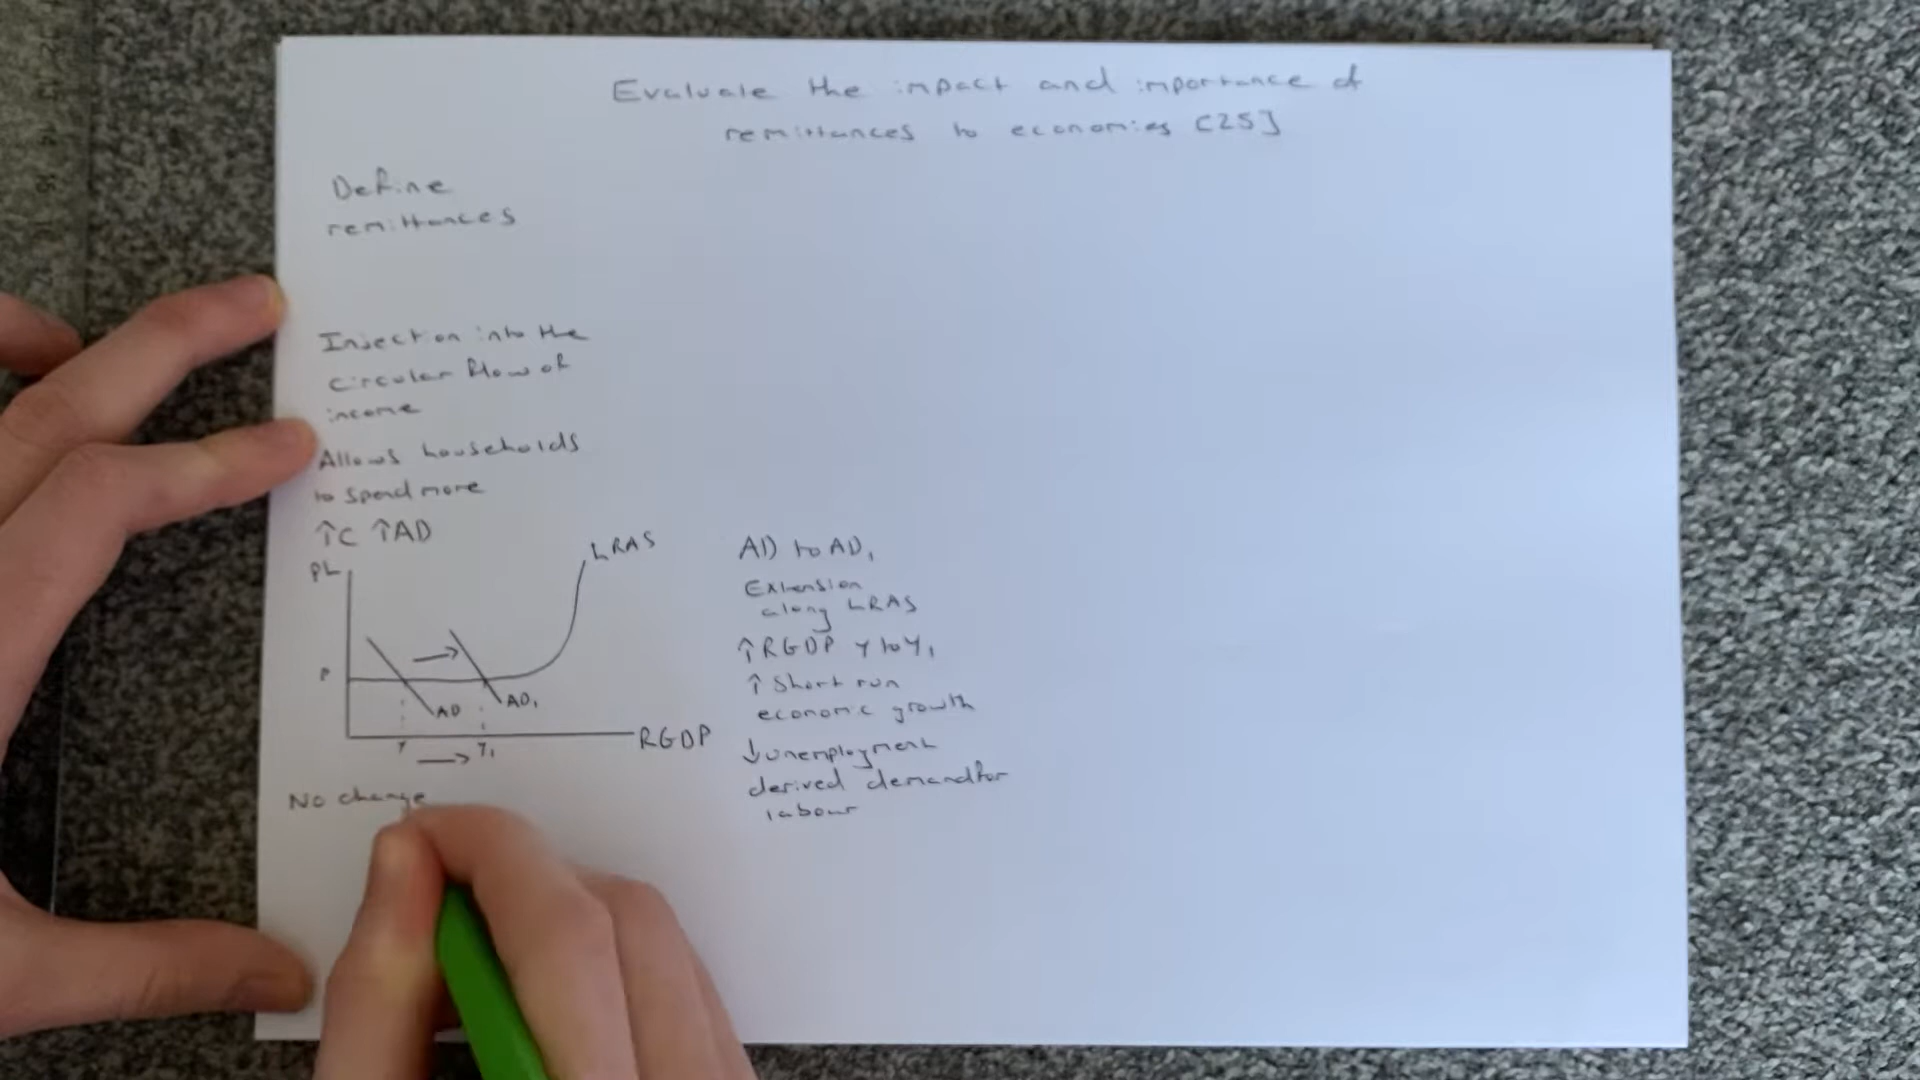 Evaluate the impact and importance of
remittances to economies [25]
Define
remittances
Injection into the
circular flow of
income
Allows households
to spend more
↑C ↑AD
PL
LRAS
P
AD
AD₁
Y
Y₁
RGDP
No change
AD to AD₁
Extension
along LRAS
↑RGDP Y to Y₁
↑ Short run
economic growth
↓unemployment
derived demand for
labour